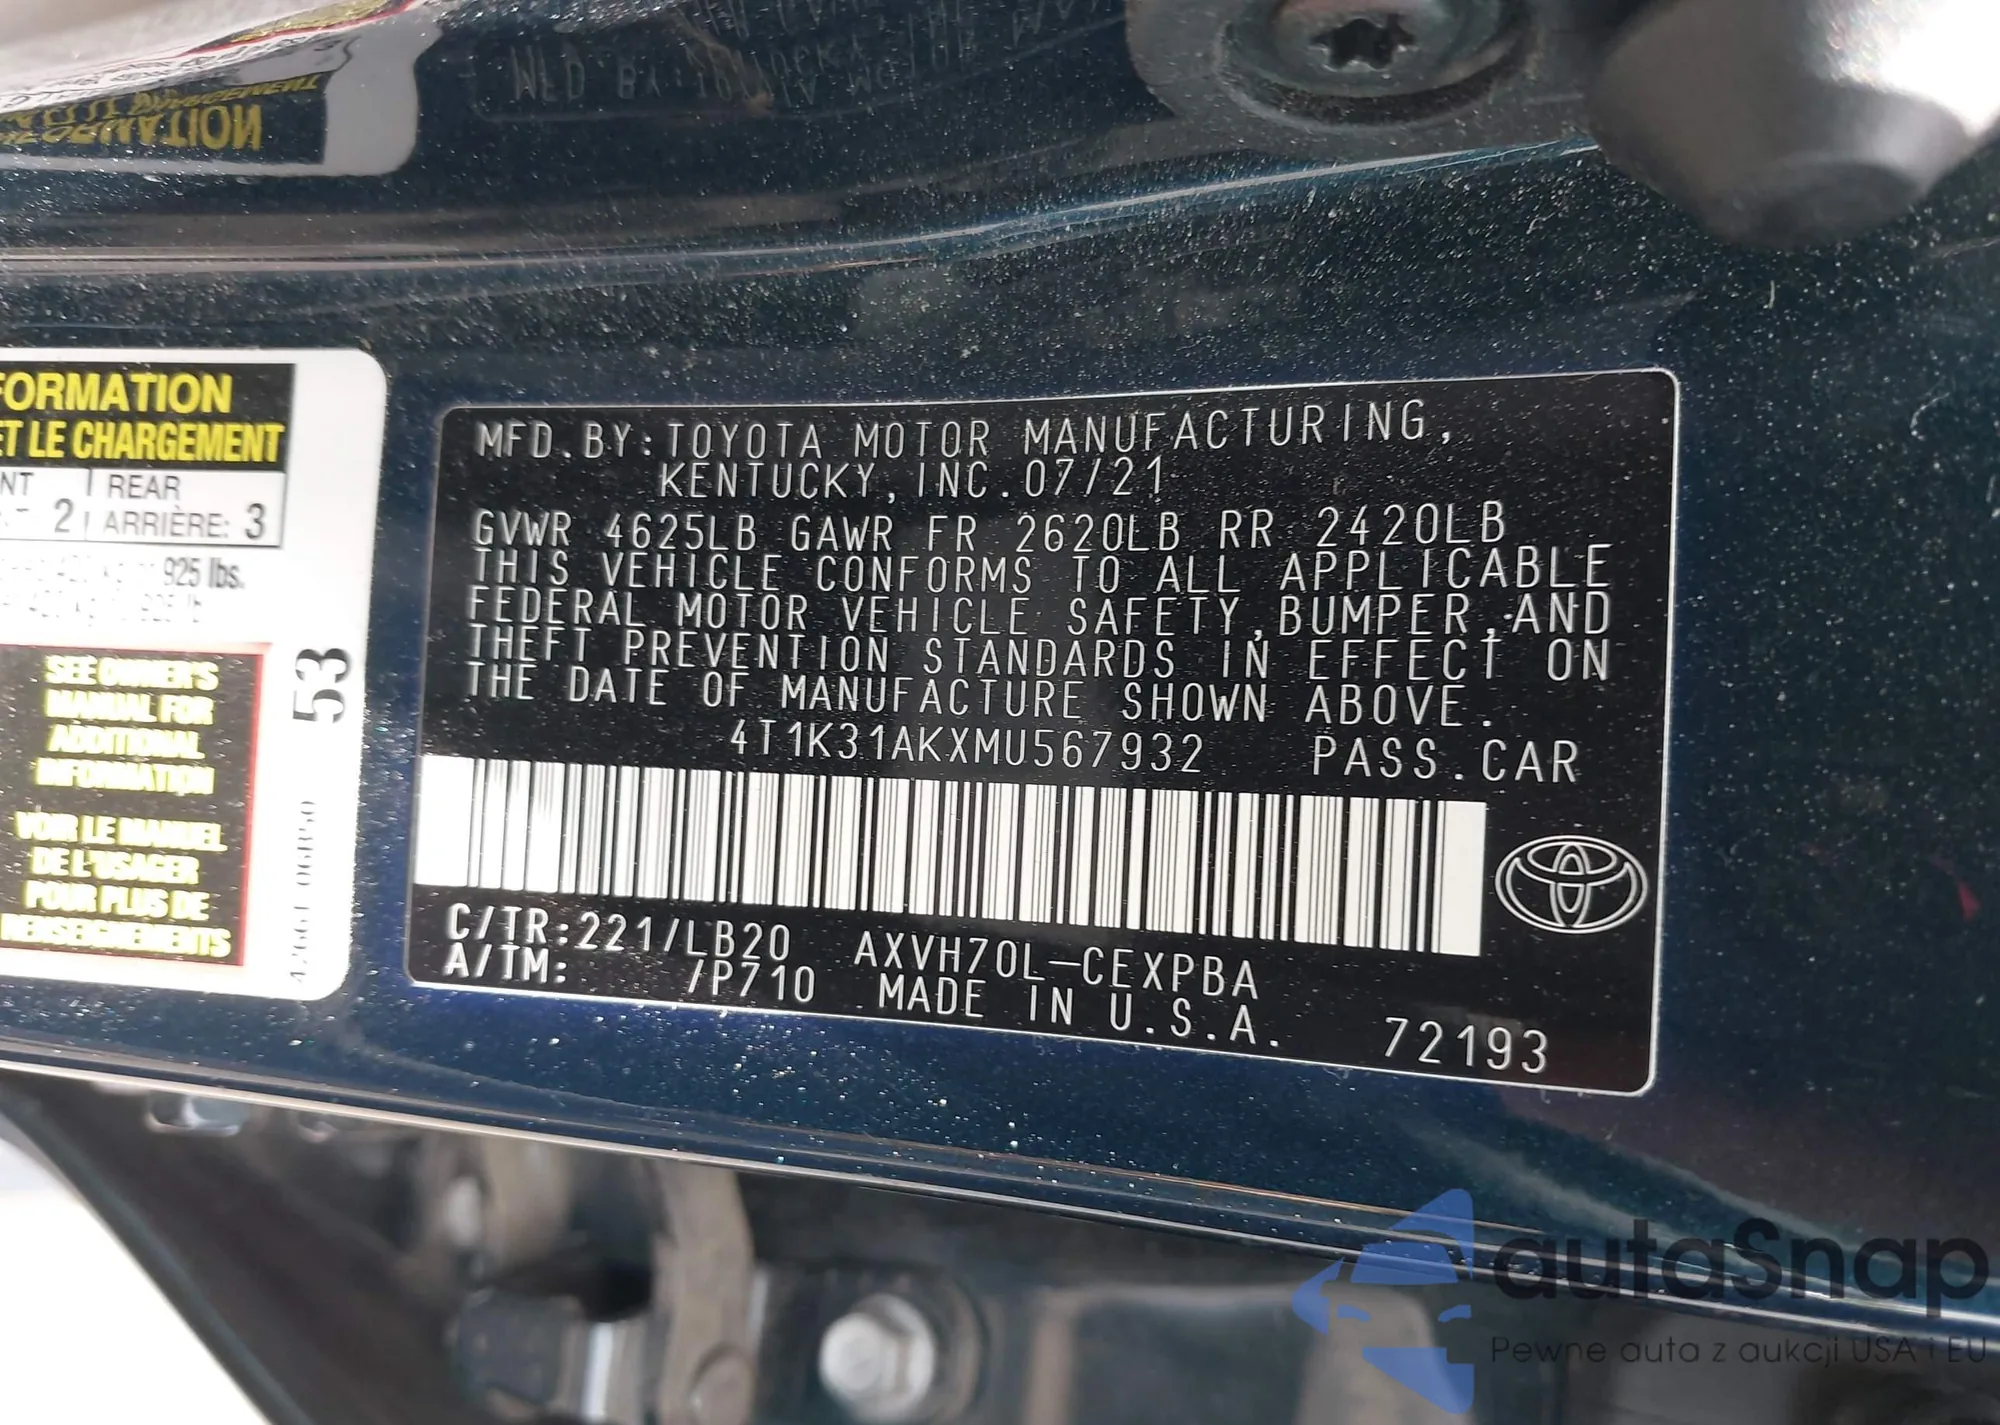 FORMATION
ET LE CHARGEMENT
NT 2 REAR
ARRIÈRE: 3
925 lbs.
SEE OWNER'S
MANUAL FOR
ADDITIONAL
INFORMATION
VOIR LE MANUEL
DE L'USAGER
POUR PLUS DE
RENSEIGNEMENTS
53
MFD.BY:TOYOTA MOTOR MANUFACTURING,
KENTUCKY,INC.07/21
GVWR 4625LB GAWR FR 2620LB RR 2420LB
THIS VEHICLE CONFORMS TO ALL APPLICABLE
FEDERAL MOTOR VEHICLE SAFETY,BUMPER,AND
THEFT PREVENTION STANDARDS IN EFFECT ON
THE DATE OF MANUFACTURE SHOWN ABOVE.
4T1K31AKXMU567932 PASS.CAR
C/TR:221/LB20 AXVH70L-CEXPBA
A/TM: /P710 MADE IN U.S.A. 72193
autaSnap
Pewne auta z aukcji USA i EU